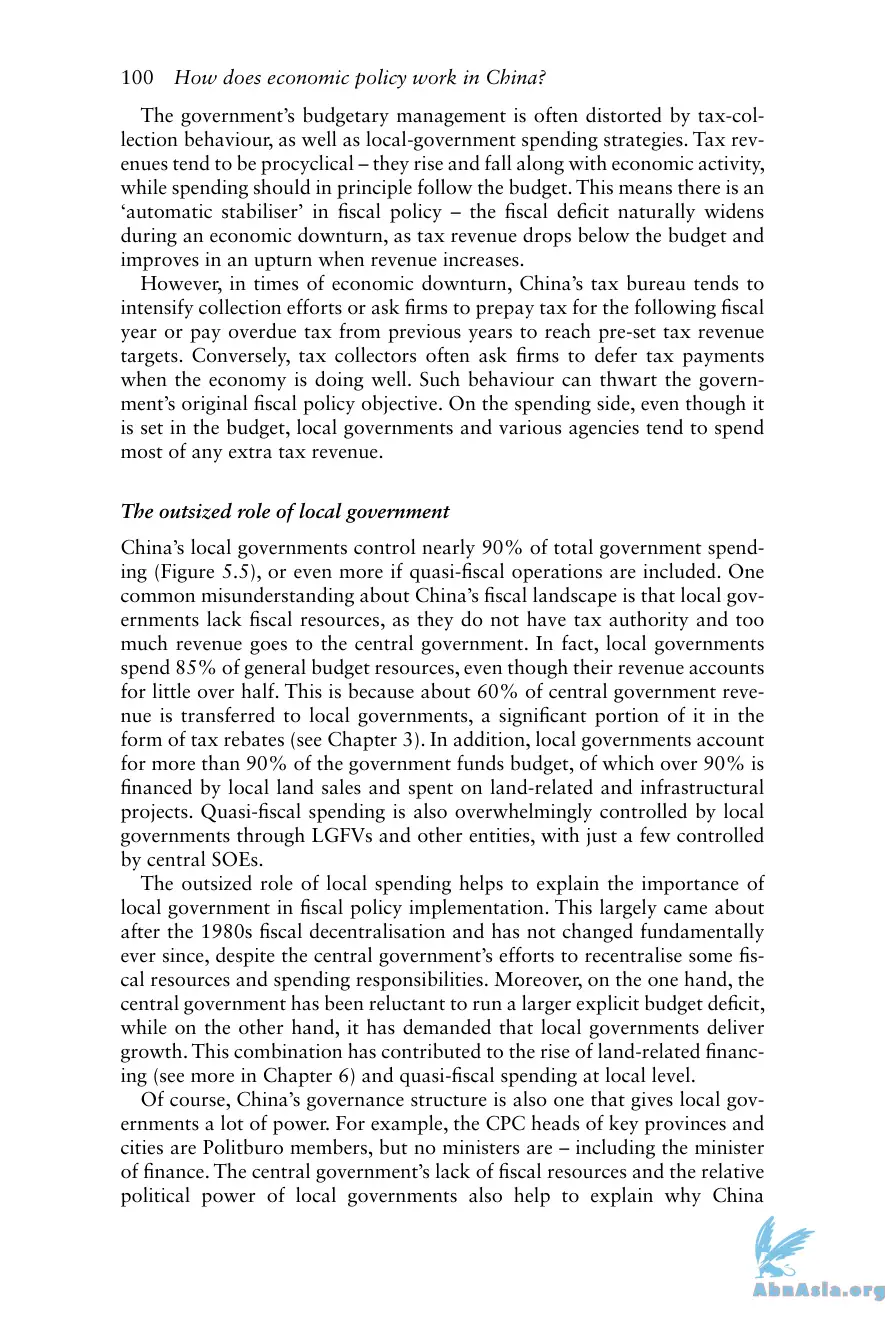 100 How does economic policy work in China?
The government’s budgetary management is often distorted by tax-col-
lection behaviour, as well as local-government spending strategies. Tax rev-
enues tend to be procyclical – they rise and fall along with economic activity,
while spending should in principle follow the budget. This means there is an
‘automatic stabiliser’ in fiscal policy – the fiscal deficit naturally widens
during an economic downturn, as tax revenue drops below the budget and
improves in an upturn when revenue increases.
However, in times of economic downturn, China’s tax bureau tends to
intensify collection efforts or ask firms to prepay tax for the following fiscal
year or pay overdue tax from previous years to reach pre-set tax revenue
targets. Conversely, tax collectors often ask firms to defer tax payments
when the economy is doing well. Such behaviour can thwart the govern-
ment’s original fiscal policy objective. On the spending side, even though it
is set in the budget, local governments and various agencies tend to spend
most of any extra tax revenue.
The outsized role of local government
China’s local governments control nearly 90% of total government spend-
ing (Figure 5.5), or even more if quasi-fiscal operations are included. One
common misunderstanding about China’s fiscal landscape is that local gov-
ernments lack fiscal resources, as they do not have tax authority and too
much revenue goes to the central government. In fact, local governments
spend 85% of general budget resources, even though their revenue accounts
for little over half. This is because about 60% of central government reve-
nue is transferred to local governments, a significant portion of it in the
form of tax rebates (see Chapter 3). In addition, local governments account
for more than 90% of the government funds budget, of which over 90% is
financed by local land sales and spent on land-related and infrastructural
projects. Quasi-fiscal spending is also overwhelmingly controlled by local
governments through LGFVs and other entities, with just a few controlled
by central SOEs.
The outsized role of local spending helps to explain the importance of
local government in fiscal policy implementation. This largely came about
after the 1980s fiscal decentralisation and has not changed fundamentally
ever since, despite the central government’s efforts to recentralise some fis-
cal resources and spending responsibilities. Moreover, on the one hand, the
central government has been reluctant to run a larger explicit budget deficit,
while on the other hand, it has demanded that local governments deliver
growth. This combination has contributed to the rise of land-related financ-
ing (see more in Chapter 6) and quasi-fiscal spending at local level.
Of course, China’s governance structure is also one that gives local gov-
ernments a lot of power. For example, the CPC heads of key provinces and
cities are Politburo members, but no ministers are – including the minister
of finance. The central government’s lack of fiscal resources and the relative
political power of local governments also help to explain why China
AbnAsia.org